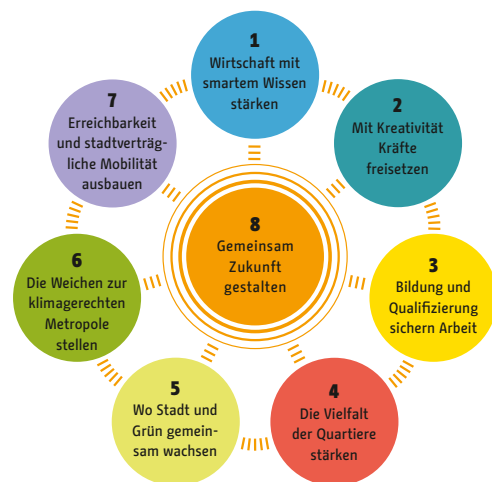 1
Wirtschaft mit
smartem Wissen
stärken
2
Mit Kreativität
Kräfte
freisetzen
3
Bildung und
Qualifizierung
sichern Arbeit
4
Die Vielfalt
der Quartiere
stärken
5
Wo Stadt und
Grün gemein-
sam wachsen
6
Die Weichen zur
klimagerechten
Metropole
stellen
7
Erreichbarkeit
und stadtverträg-
liche Mobilität
ausbauen
8
Gemeinsam
Zukunft
gestalten